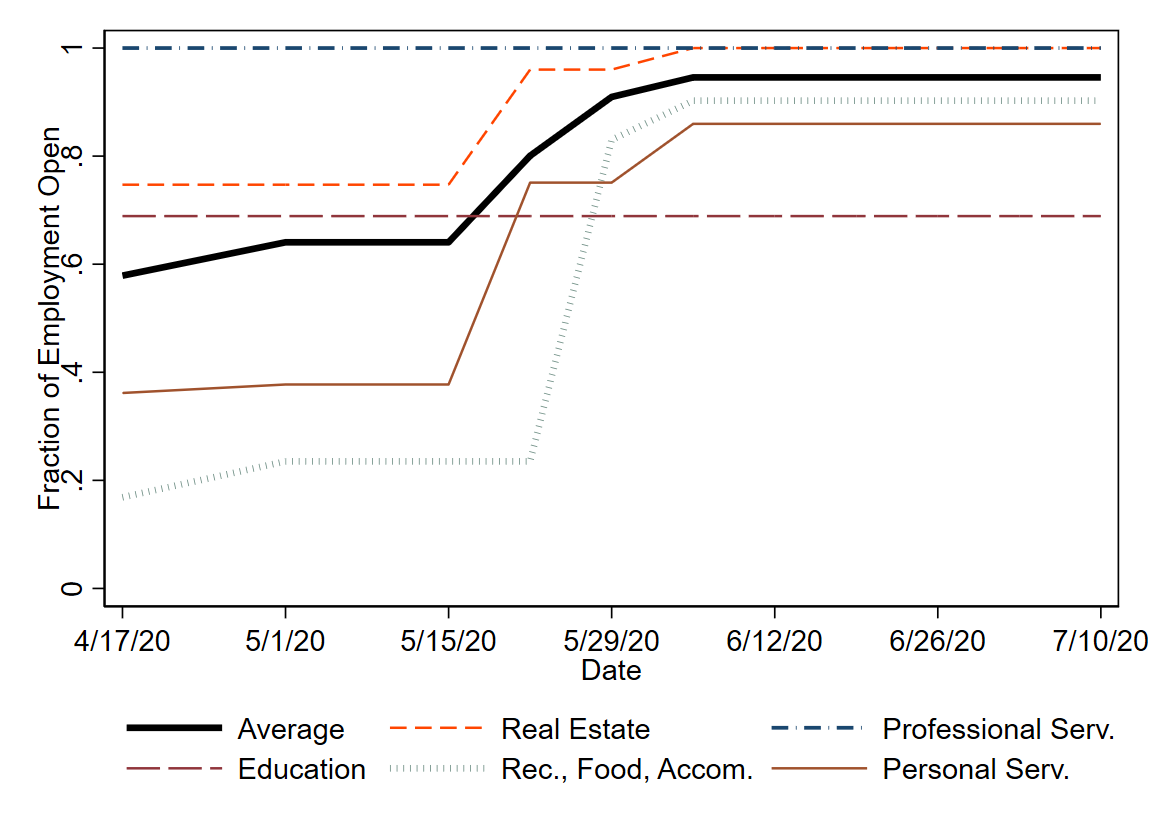 Fraction of Employment Open
1
.8
.6
.4
.2
0
4/17/20 5/1/20 5/15/20 5/29/20 6/12/20 6/26/20 7/10/20
Date
Average Real Estate Professional Serv.
Education Rec., Food, Accom. Personal Serv.